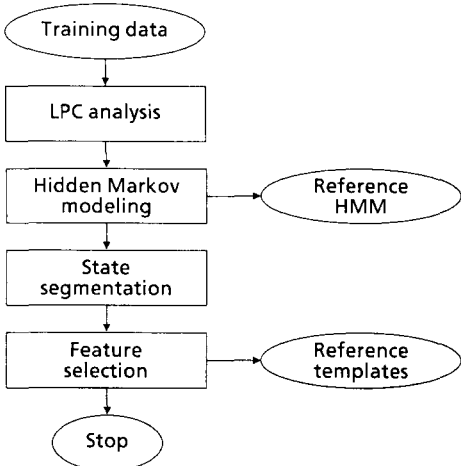 Training data
LPC analysis
Hidden Markov
modeling
Reference
HMM
State
segmentation
Feature
selection
Reference
templates
Stop